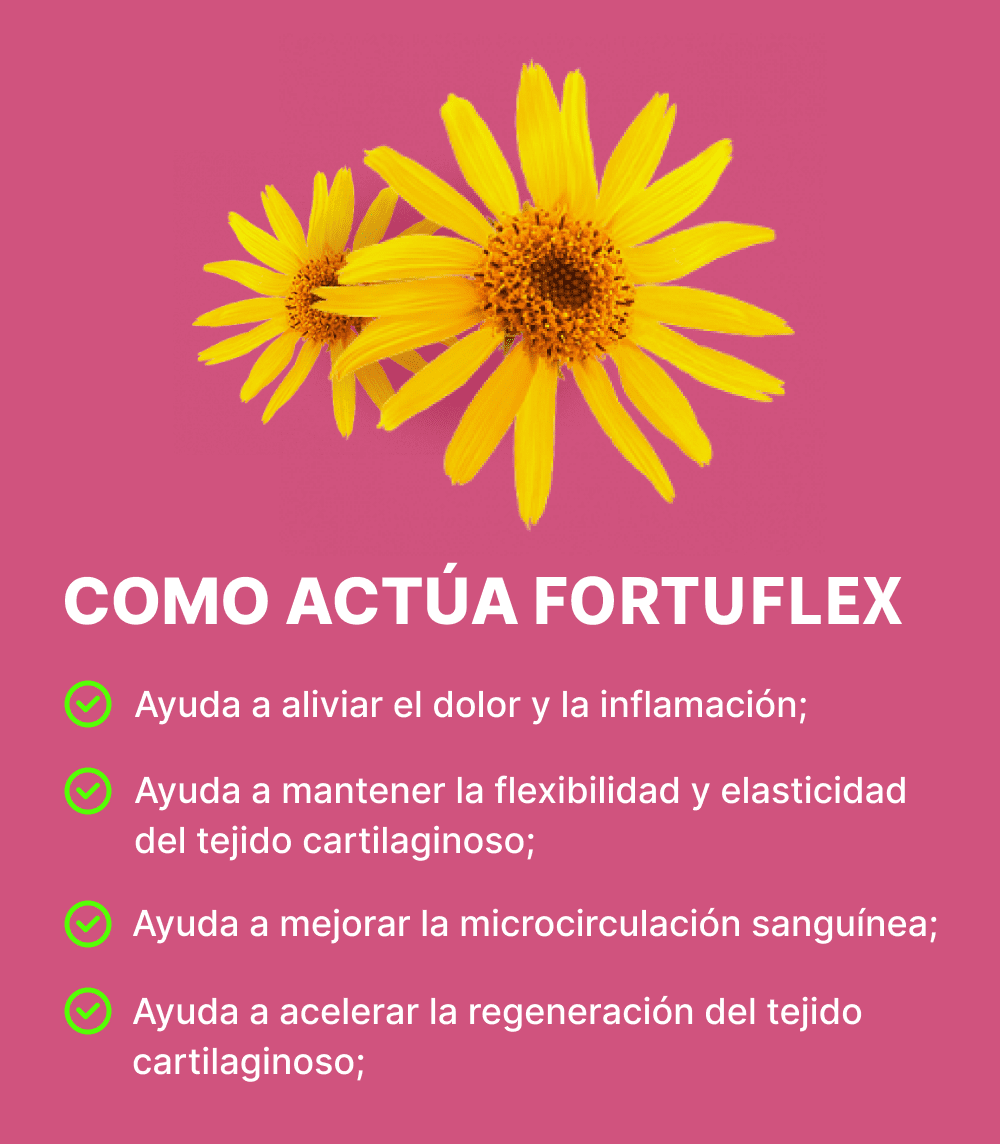 COMO ACTÚA FORTUFLEX
Ayuda a aliviar el dolor y la inflamación;
Ayuda a mantener la flexibilidad y elasticidad
del tejido cartilaginoso;
Ayuda a mejorar la microcirculación sanguínea;
Ayuda a acelerar la regeneración del tejido
cartilaginoso;